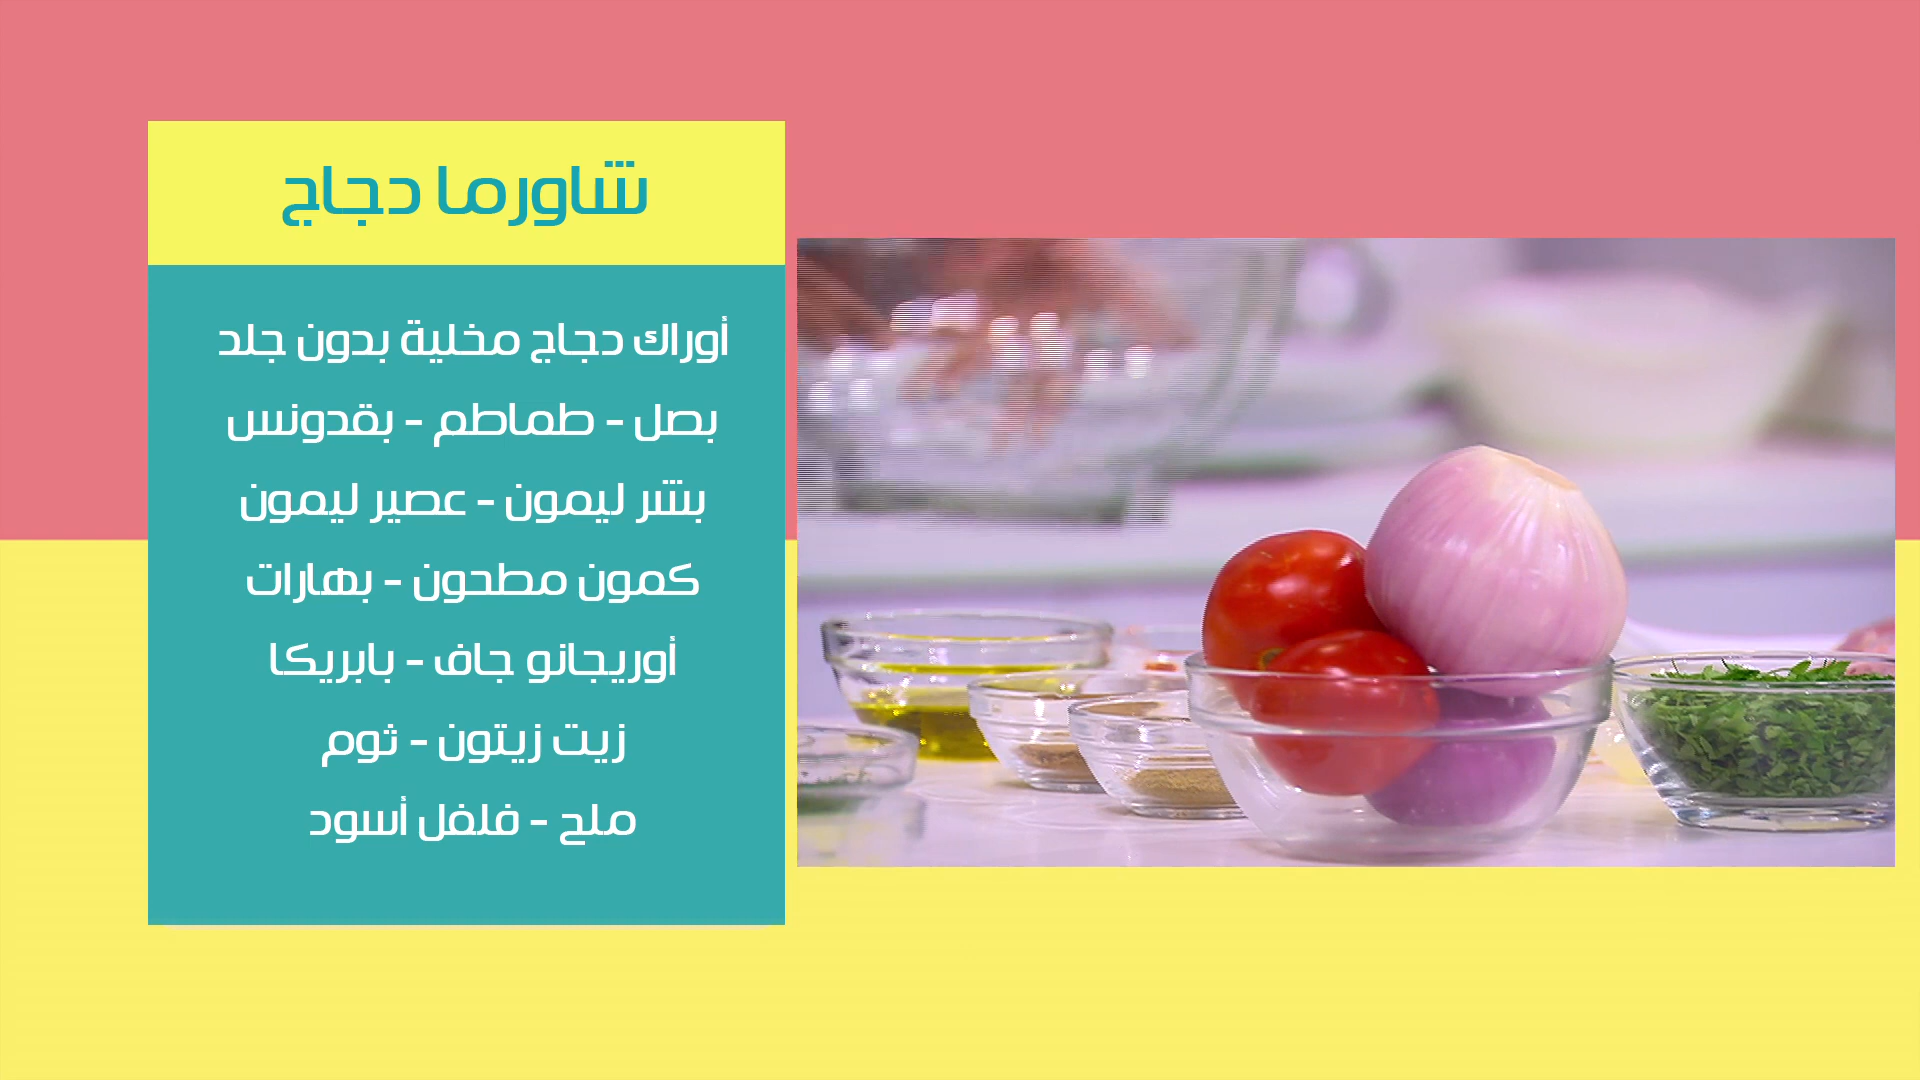 شاورما دجاج
أوراك دجاج مخلية بدون جلد
بصل - طماطم - بقدونس
بشر ليمون - عصير ليمون
كمون مطحون - بهارات
أوريجانو جاف - بابريكا
زيت زيتون - ثوم
ملح - فلفل أسود